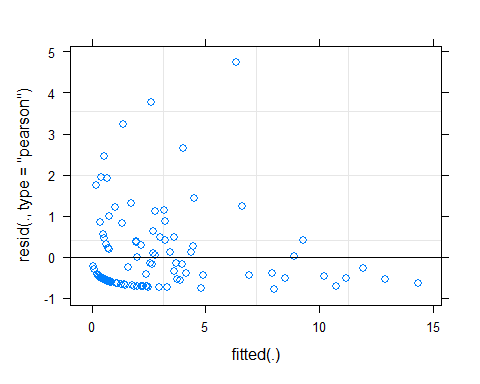 resid(., type = "pearson")
5
4
3
2
1
0
-1
0 5 10 15
fitted(.)